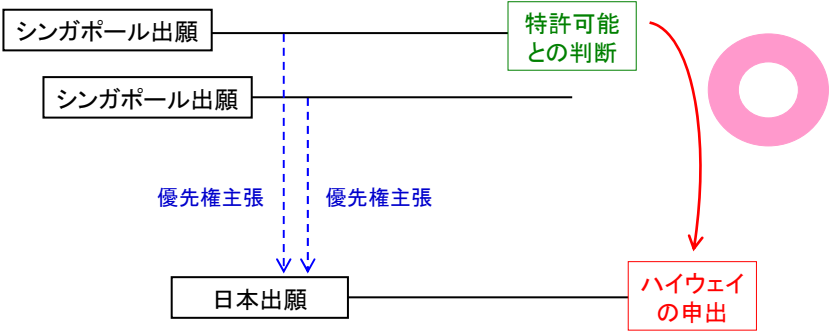 シンガポール出願
特許可能
との判断
シンガポール出願
優先権主張
優先権主張
日本出願
ハイウェイ
の申出